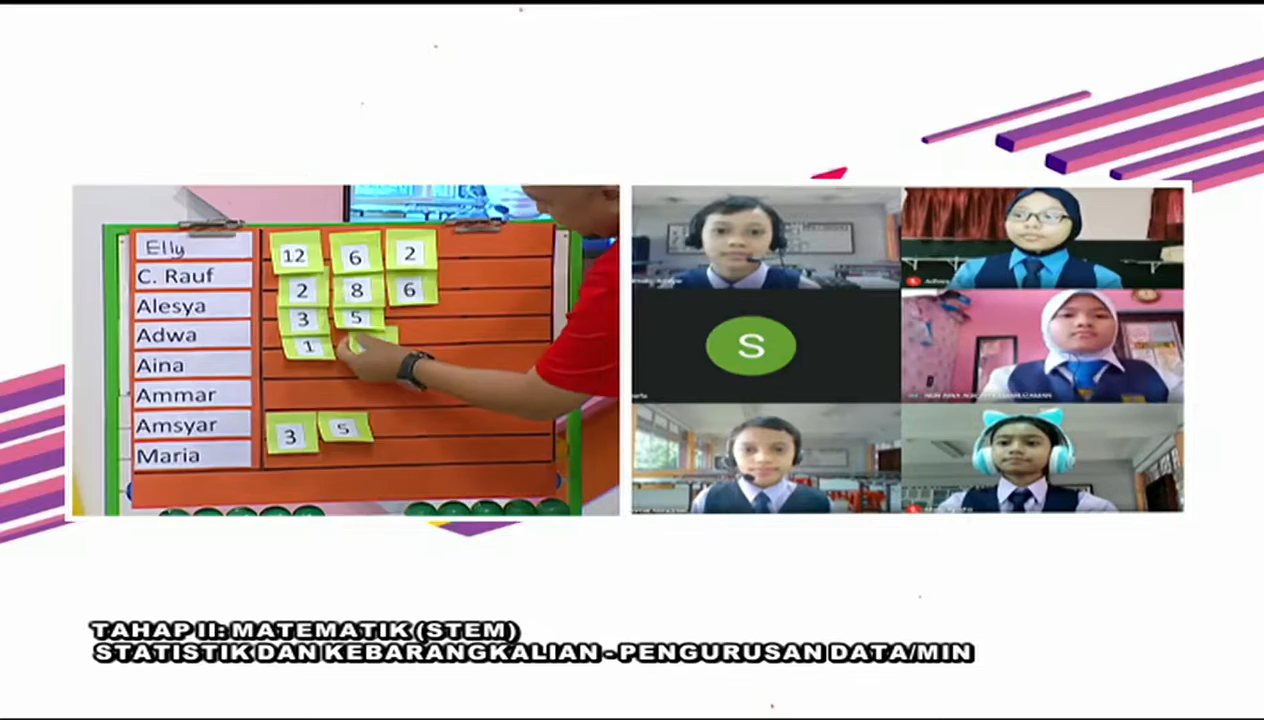 Elly
12 6 2
C. Rauf
2 8 6
Alesya
3 5
Adwa
1
Aina
Ammar
Amsyar
3 5
Maria
S
TAHAP II: MATEMATIK (STEM)
STATISTIK DAN KEBARANGKALIAN - PENGURUSAN DATA/MIN